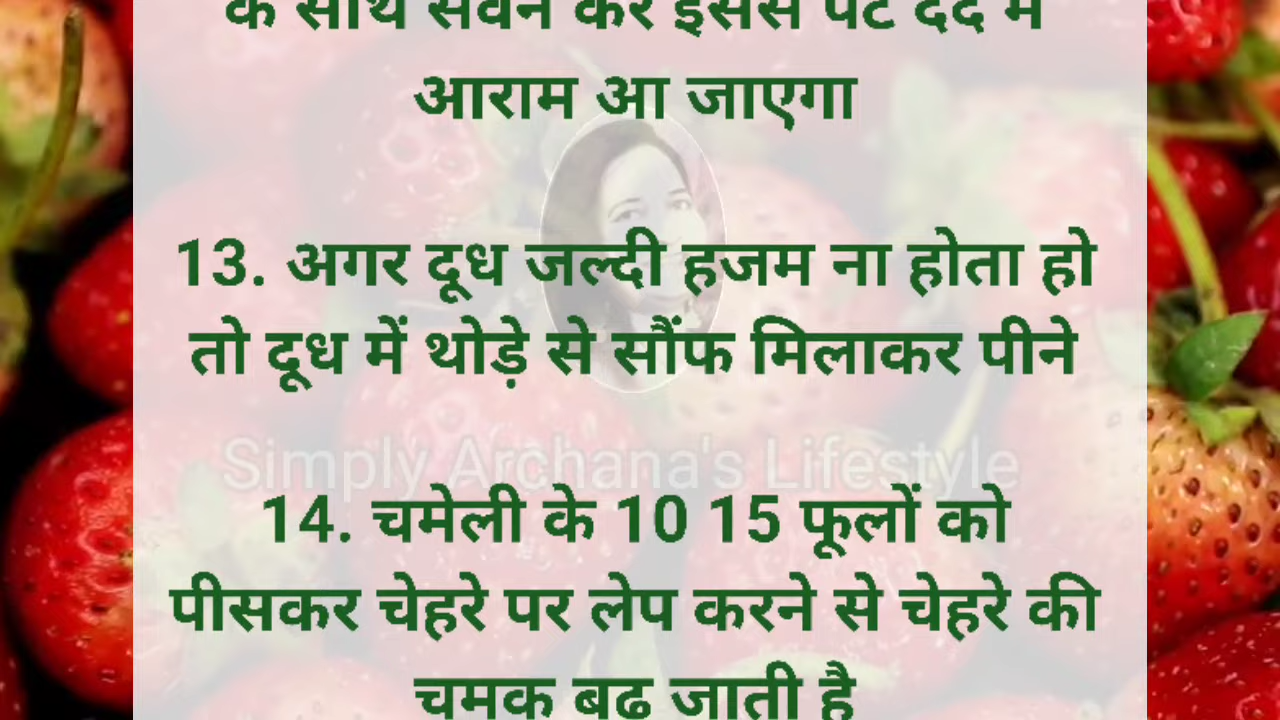 के साथ सेवन करें इससे पेट दर्द में
आराम आ जाएगा
13. अगर दूध जल्दी हजम ना होता हो
तो दूध में थोड़े से सौंफ मिलाकर पीने
Simply Archana's Lifestyle
14. चमेली के 10 15 फूलों को
पीसकर चेहरे पर लेप करने से चेहरे की
चमक बढ़ जाती है